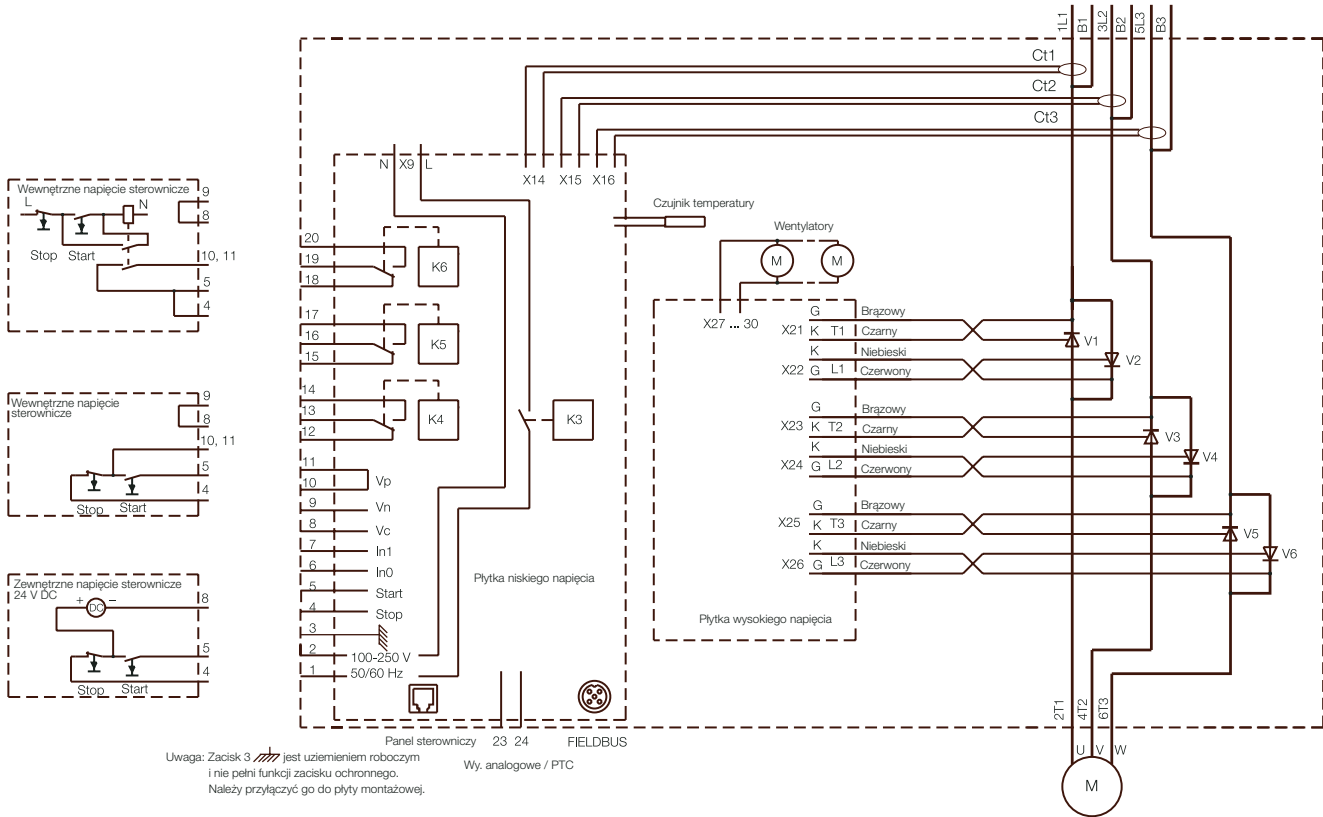 1L1
B1
3L2
B2
5L3
B3
Ct1
Ct2
Ct3
N X9 L
X14 X15 X16
Wewnętrzne napięcie sterownicze
L N
Stop Start
9
8
10, 11
5
4
Wewnętrzne napięcie
sterownicze
Stop Start
9
8
10, 11
5
4
Zewnętrzne napięcie sterownicze
24 V DC
+ DC −
Stop Start
8
5
4
20
19
18
K6
17
16
15
K5
14
13
12
K4
K3
11
10
Vp
9 Vn
8 Vc
7 In1
6 In0
5 Start
4 Stop
3
2 100-250 V
1 50/60 Hz
Płytka niskiego napięcia
Czujnik temperatury
Wentylatory
M M
X27 ... 30
X21
G Brązowy
K T1 Czarny
X22
K Niebieski
G L1 Czerwony
X23
G Brązowy
K T2 Czarny
X24
K Niebieski
G L2 Czerwony
X25
G Brązowy
K T3 Czarny
X26
K Niebieski
G L3 Czerwony
Płytka wysokiego napięcia
V1
V2
V3
V4
V5
V6
Panel sterowniczy 23 24 FIELDBUS
Wy. analogowe / PTC
Uwaga: Zacisk 3 jest uziemieniem roboczym
i nie pełni funkcji zacisku ochronnego.
Należy przyłączyć go do płyty montażowej.
2T1
4T2
6T3
U V W
M